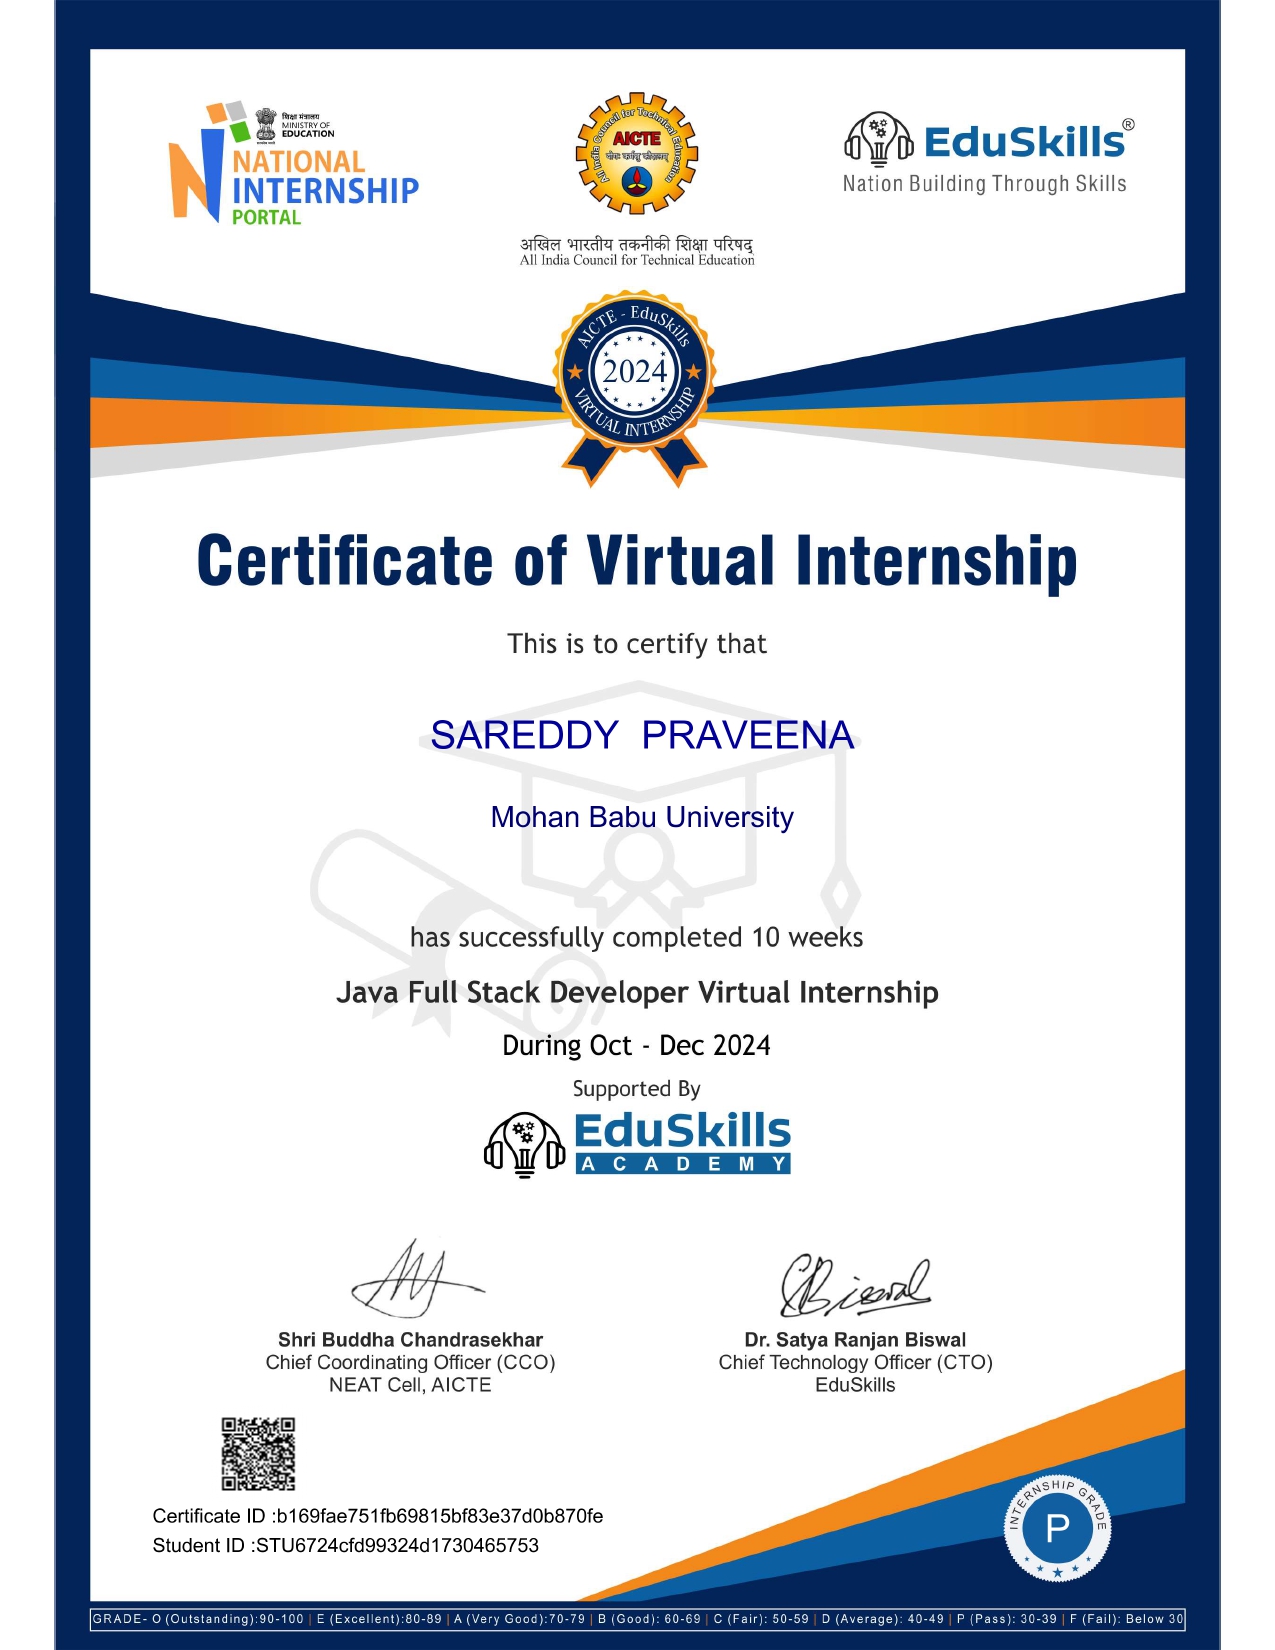 शिक्षा मंत्रालय
MINISTRY OF
EDUCATION
NATIONAL
INTERNSHIP
PORTAL
All India Council for Technical Education
AICTE
अखिल भारतीय तकनीकी शिक्षा परिषद्
All India Council for Technical Education
EduSkills®
Nation Building Through Skills
AICTE - EduSkills
2024
VIRTUAL INTERNSHIP
Certificate of Virtual Internship
This is to certify that
SAREDDY PRAVEENA
Mohan Babu University
has successfully completed 10 weeks
Java Full Stack Developer Virtual Internship
During Oct - Dec 2024
Supported By
EduSkills
ACADEMY
Shri Buddha Chandrasekhar
Chief Coordinating Officer (CCO)
NEAT Cell, AICTE
Biswal
Dr. Satya Ranjan Biswal
Chief Technology Officer (CTO)
EduSkills
Certificate ID :b169fae751fb69815bf83e37d0b870fe
Student ID :STU6724cfd99324d1730465753
INTERNSHIP GRADE
P
GRADE- O (Outstanding):90-100 | E (Excellent):80-89 | A (Very Good):70-79 | B (Good): 60-69 | C (Fair): 50-59 | D (Average): 40-49 | P (Pass): 30-39 | F (Fail): Below 30